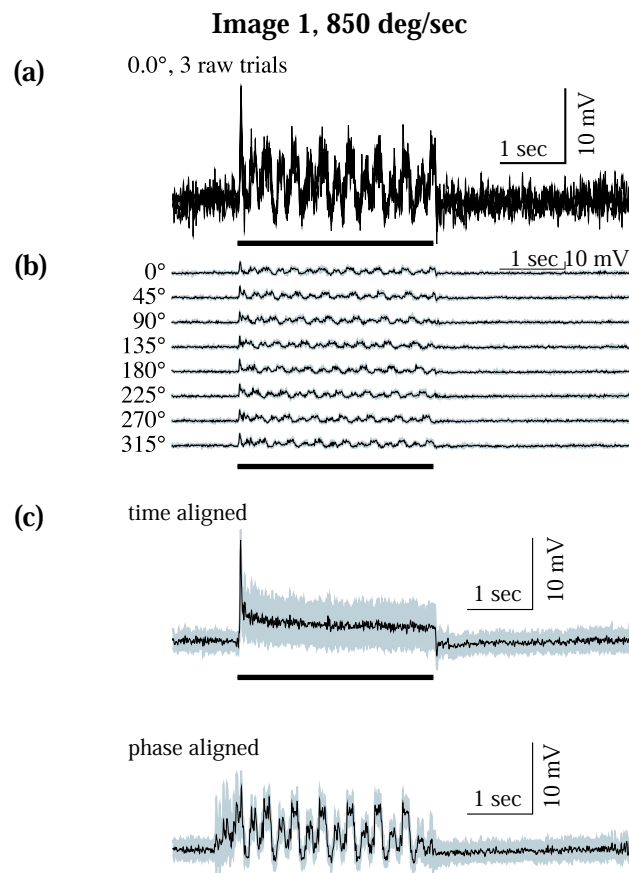 Image 1, 850 deg/sec
(a)
0.0°, 3 raw trials
1 sec
10 mV
(b)
1 sec 10 mV
0°
45°
90°
135°
180°
225°
270°
315°
(c)
time aligned
1 sec
10 mV
phase aligned
1 sec
10 mV